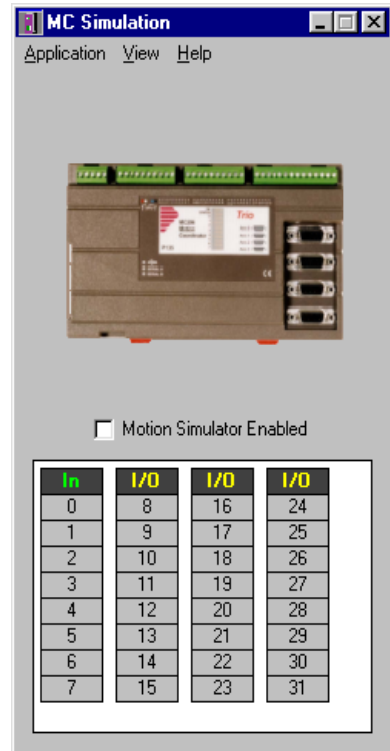 MC Simulation
Application View Help
Trio
Motion Simulator Enabled
In I/O I/O I/O
0 8 16 24
1 9 17 25
2 10 18 26
3 11 19 27
4 12 20 28
5 13 21 29
6 14 22 30
7 15 23 31